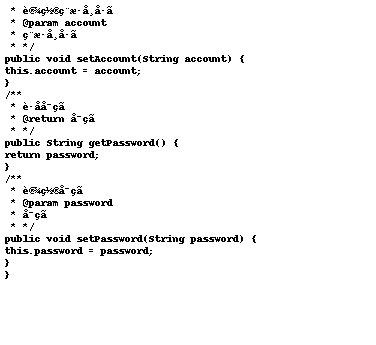 * è®¾ç½®ç¨æ·å¸å·ã
* @param account
* ç¨æ·å¸å·ã
* */
public void setAccount(String account) {
this.account = account;
}
/**
* è·åå¯ç ã
* @return å¯ç ã
* */
public String getPassword() {
return password;
}
/**
* è®¾ç½®å¯ç ã
* @param password
* å¯ç ã
* */
public void setPassword(String password) {
this.password = password;
}
}